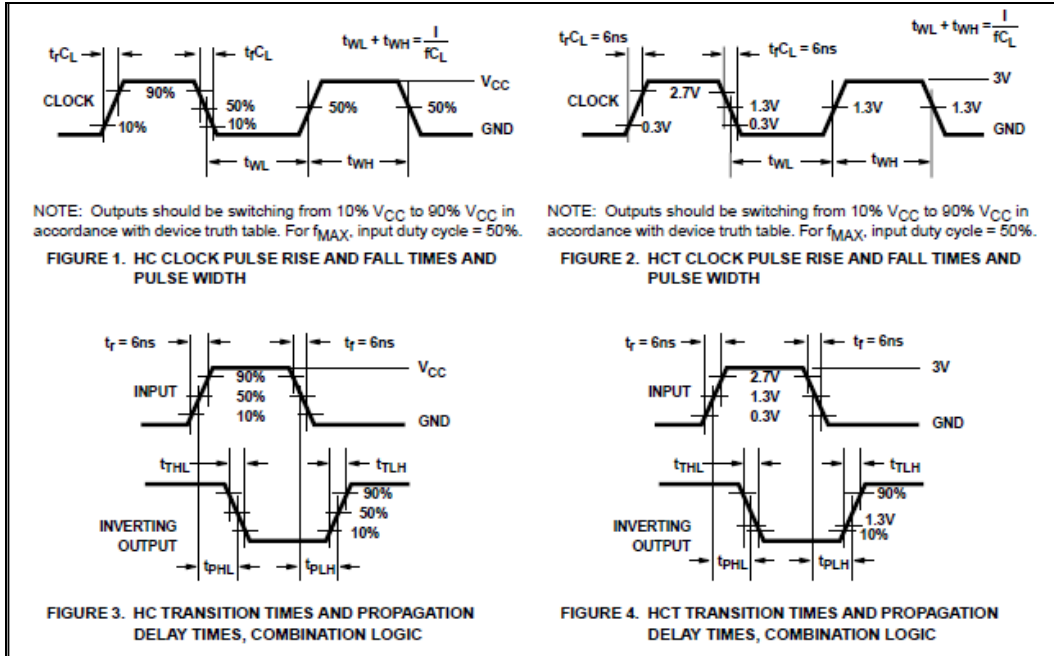 trCL
tfCL
tWL + tWH = I
fCL
VCC
90%
CLOCK
50%
50%
50%
10%
10%
GND
tWL
tWH
NOTE: Outputs should be switching from 10% VCC to 90% VCC in
accordance with device truth table. For fMAX, input duty cycle = 50%.
FIGURE 1. HC CLOCK PULSE RISE AND FALL TIMES AND
PULSE WIDTH
tWL + tWH = I
fCL
trCL = 6ns
tfCL = 6ns
3V
2.7V
CLOCK
1.3V
1.3V
1.3V
0.3V
0.3V
GND
tWL
tWH
NOTE: Outputs should be switching from 10% VCC to 90% VCC in
accordance with device truth table. For fMAX, input duty cycle = 50%.
FIGURE 2. HCT CLOCK PULSE RISE AND FALL TIMES AND
PULSE WIDTH
tr = 6ns
tf = 6ns
VCC
90%
INPUT
50%
10%
GND
tTHL
tTLH
90%
50%
INVERTING
OUTPUT
10%
tPHL
tPLH
FIGURE 3. HC TRANSITION TIMES AND PROPAGATION
DELAY TIMES, COMBINATION LOGIC
tr = 6ns
tf = 6ns
3V
2.7V
INPUT
1.3V
0.3V
GND
tTHL
tTLH
90%
1.3V
INVERTING
OUTPUT
10%
tPHL
tPLH
FIGURE 4. HCT TRANSITION TIMES AND PROPAGATION
DELAY TIMES, COMBINATION LOGIC